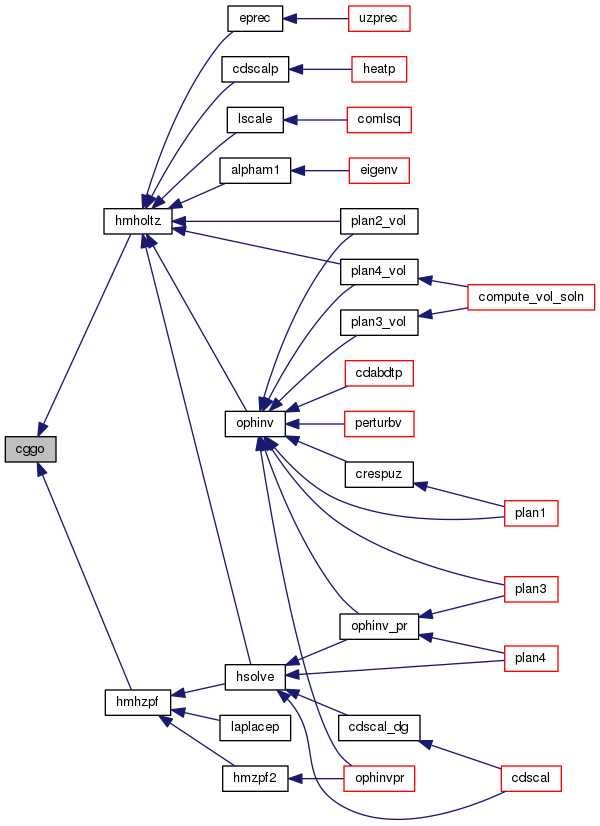 eprec
uzprec
cdscalp
heatp
lscale
comlsq
alpham1
eigenv
hmholtz
plan2_vol
plan4_vol
compute_vol_soln
plan3_vol
cdabdtp
ophinv
perturbv
cggo
crespuz
plan1
plan3
ophinv_pr
plan4
hsolve
hmhzpf
laplacep
cdscal_dg
hmzpf2
ophinvpr
cdscal